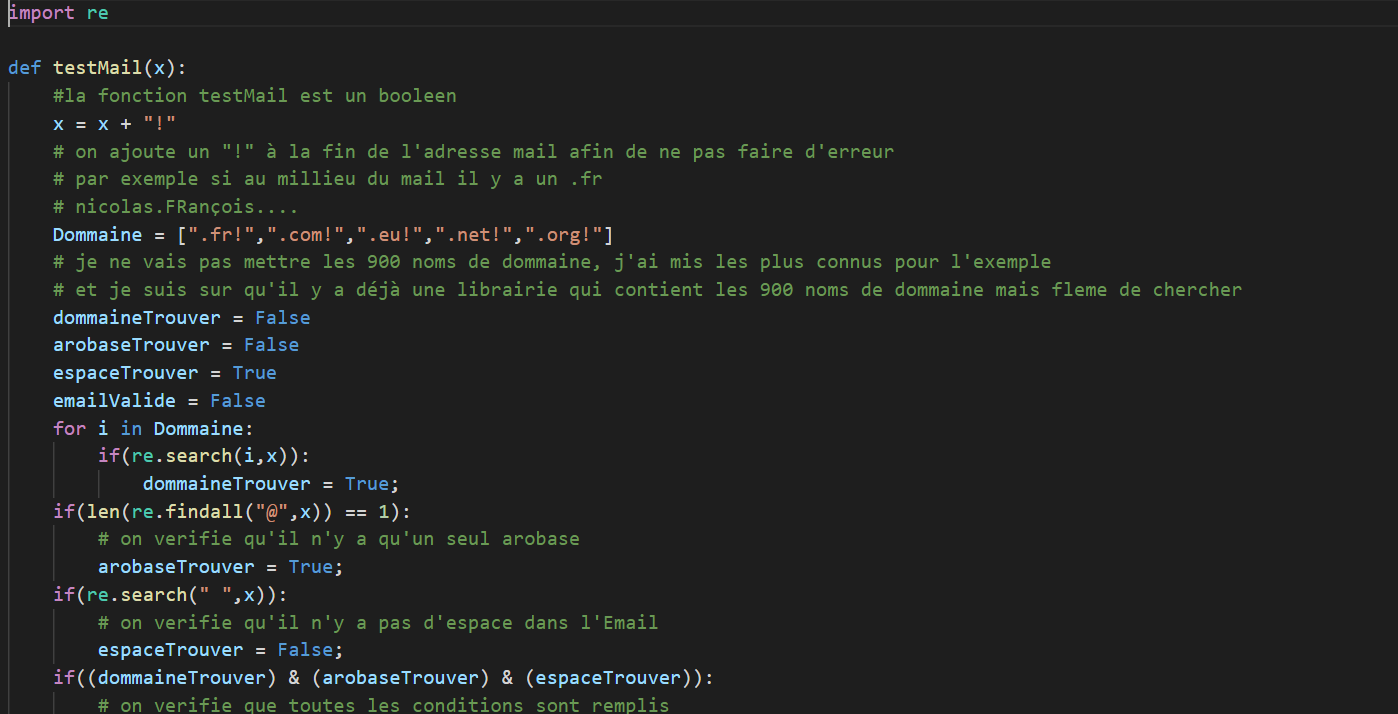 import re
def testMail(x):
#la fonction testMail est un booleen
x = x + "!"
# on ajoute un "!" à la fin de l'adresse mail afin de ne pas faire d'erreur
# par exemple si au millieu du mail il y a un .fr
# nicolas.FRançois....
Dommaine = [".fr!",".com!",".eu!",".net!",".org!"]
# je ne vais pas mettre les 900 noms de dommaine, j'ai mis les plus connus pour l'exemple
# et je suis sur qu'il y a déjà une librairie qui contient les 900 noms de dommaine mais fleme de chercher
dommaineTrouver = False
arobaseTrouver = False
espaceTrouver = True
emailValide = False
for i in Dommaine:
if(re.search(i,x)):
dommaineTrouver = True;
if(len(re.findall("@",x)) == 1):
# on verifie qu'il n'y a qu'un seul arobase
arobaseTrouver = True;
if(re.search(" ",x)):
# on verifie qu'il n'y a pas d'espace dans l'Email
espaceTrouver = False;
if((dommaineTrouver) & (arobaseTrouver) & (espaceTrouver)):
# on verifie que toutes les conditions sont remplis